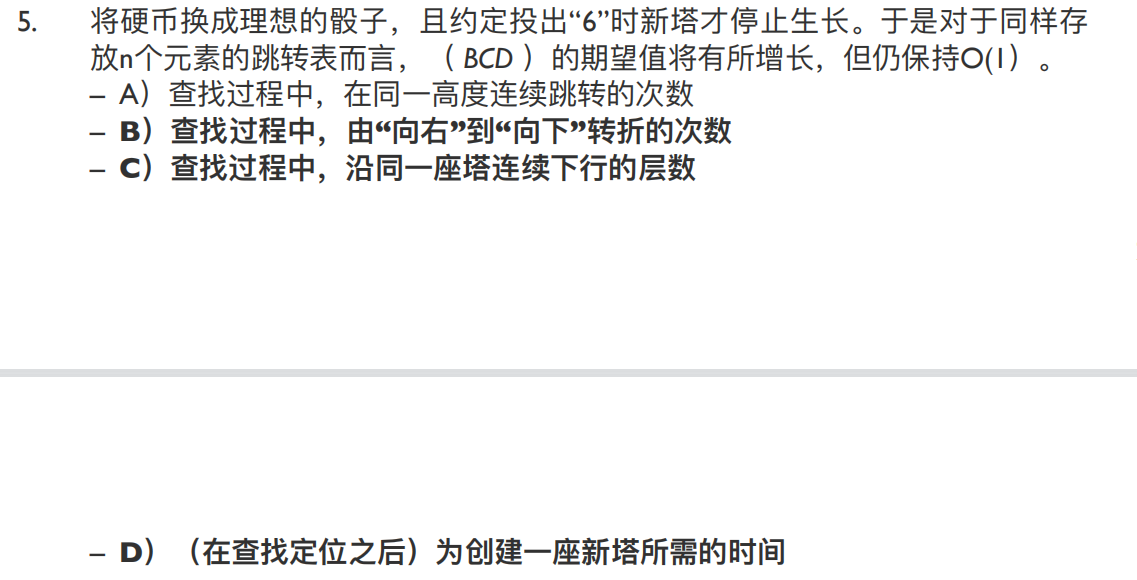 5. 将硬币换成理想的骰子，且约定投出“6”时新塔才停止生长。于是对于同样存
放n个元素的跳转表而言，（ BCD ）的期望值将有所增长，但仍保持O(1）。
– A）查找过程中，在同一高度连续跳转的次数
– B）查找过程中，由“向右”到“向下”转折的次数
– C）查找过程中，沿同一座塔连续下行的层数
– D）（在查找定位之后）为创建一座新塔所需的时间